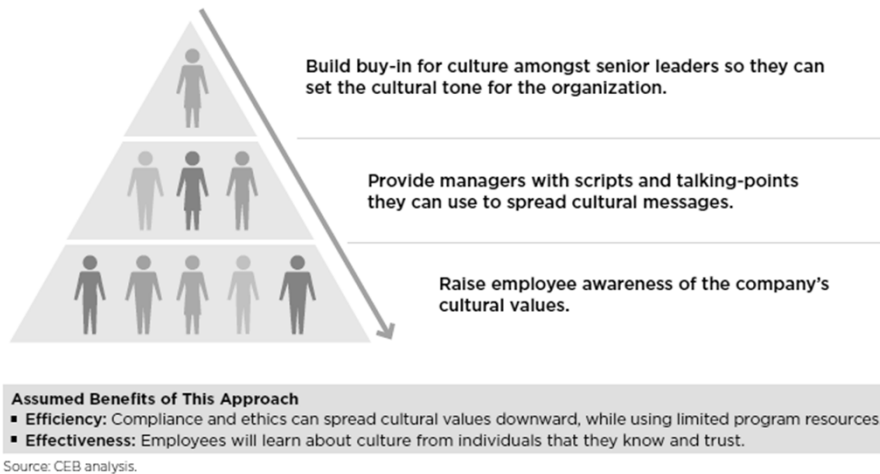 Build buy-in for culture amongst senior leaders so they can
set the cultural tone for the organization.
Provide managers with scripts and talking-points
they can use to spread cultural messages.
Raise employee awareness of the company's
cultural values.
Assumed Benefits of This Approach
▪ Efficiency: Compliance and ethics can spread cultural values downward, while using limited program resources
▪ Effectiveness: Employees will learn about culture from individuals that they know and trust.
Source: CEB analysis.